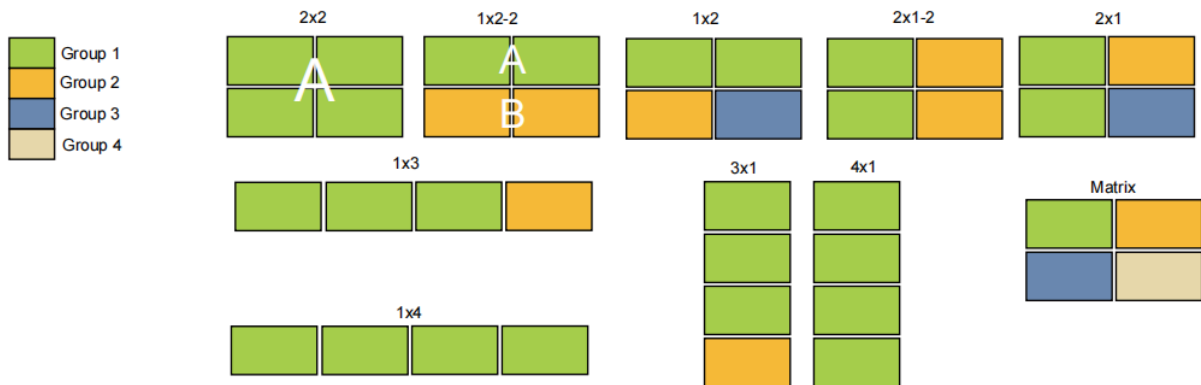 2x2
1x2-2
1x2
2x1-2
2x1
Group 1
Group 2
Group 3
Group 4
A
A
B
1x3
3x1
4x1
Matrix
1x4